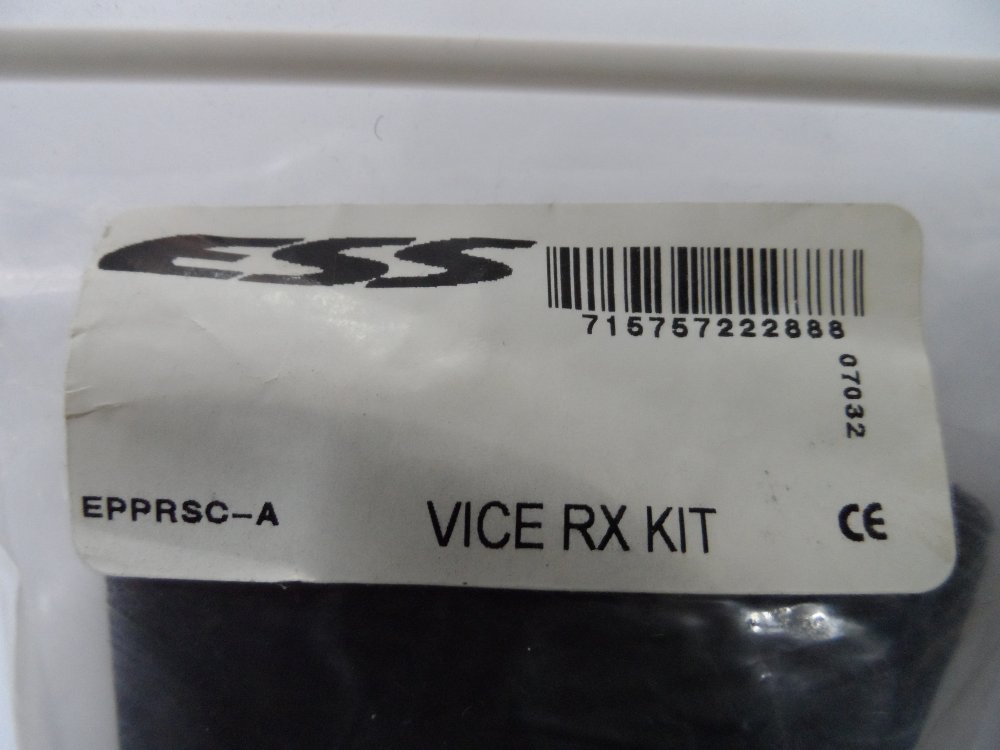 ESS
715757222888
07032
EPPRSC-A
VICE RX KIT
CE